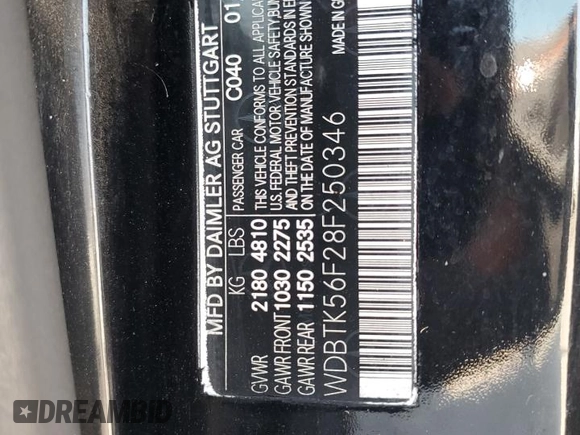 MFD BY DAIMLER AG STUTTGART
KG LBS PASSENGER CAR C040 01
GVWR 2180 4810 THIS VEHICLE CONFORMS TO ALL APPLICA
GAWR FRONT 1030 2275 U.S. FEDERAL MOTOR VEHICLE SAFETY, BUM
GAWR REAR 1150 2535 AND THEFT PREVENTION STANDARDS IN E
ON THE DATE OF MANUFACTURE SHOWN
MADE IN G
WDBTK56F28F250346
DREAMBID